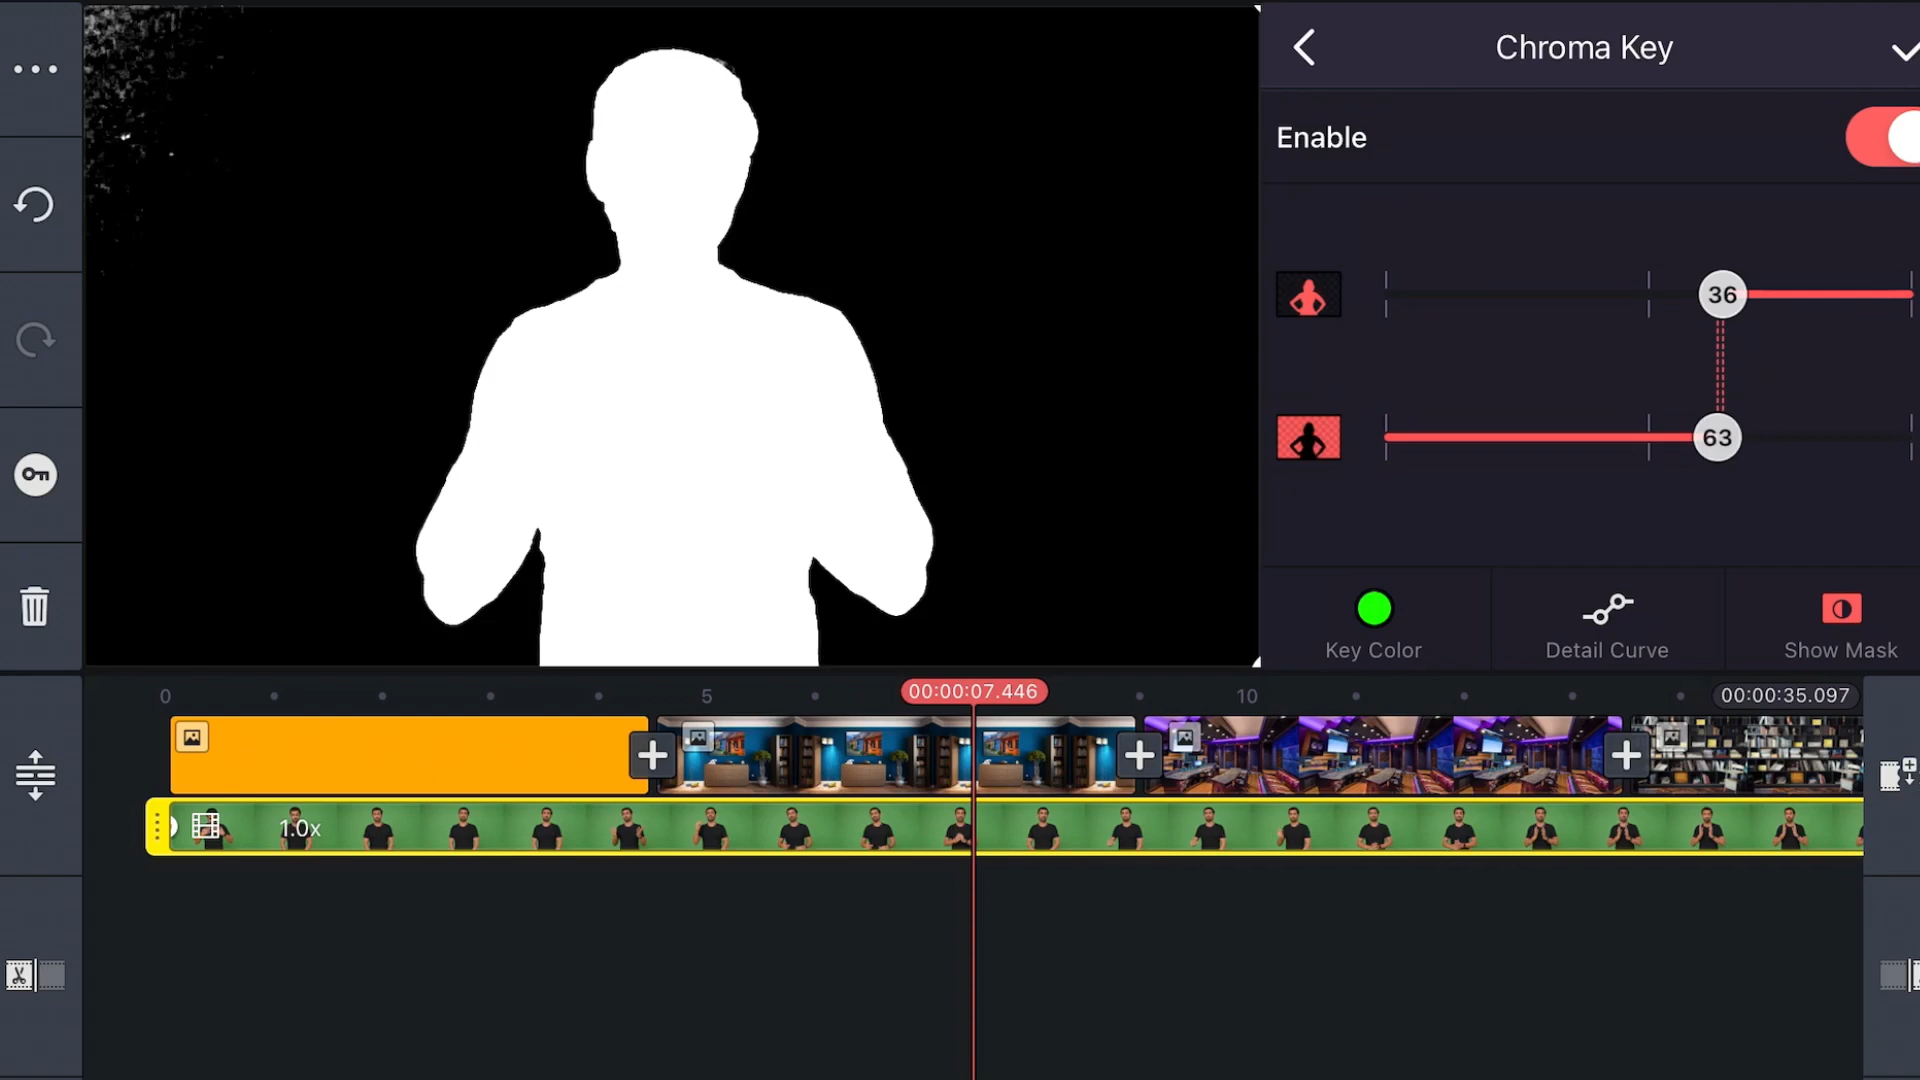 Chroma Key
Enable
36
63
Key Color
Detail Curve
Show Mask
0
5
00:00:07.446
10
00:00:35.097
1.0x